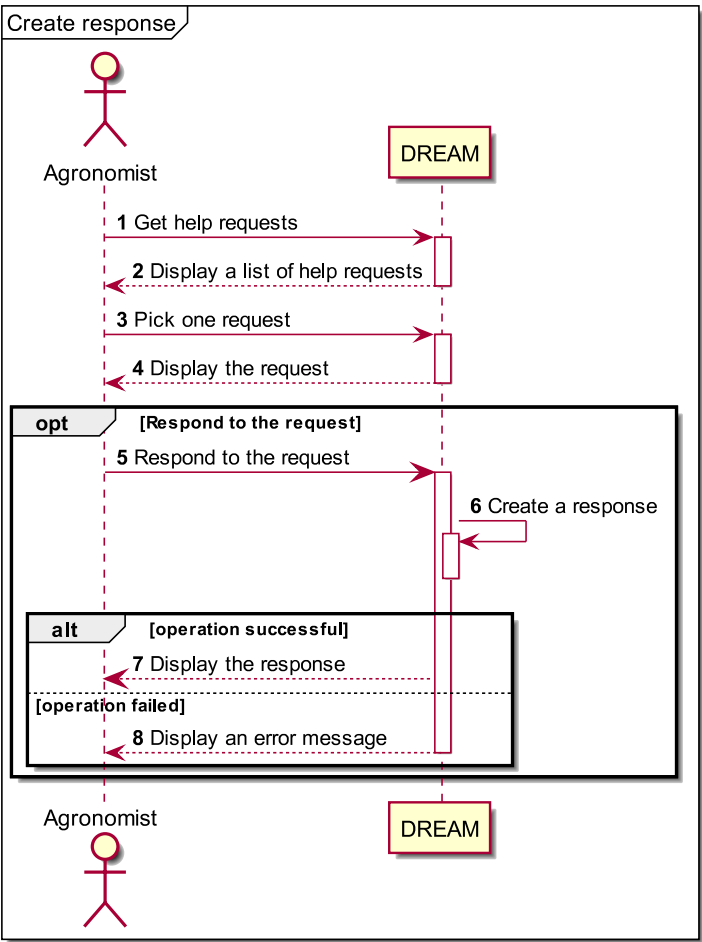 Create response
Agronomist
DREAM
1 Get help requests
2 Display a list of help requests
3 Pick one request
4 Display the request
opt [Respond to the request]
5 Respond to the request
6 Create a response
alt [operation successful]
7 Display the response
[operation failed]
8 Display an error message
Agronomist
DREAM